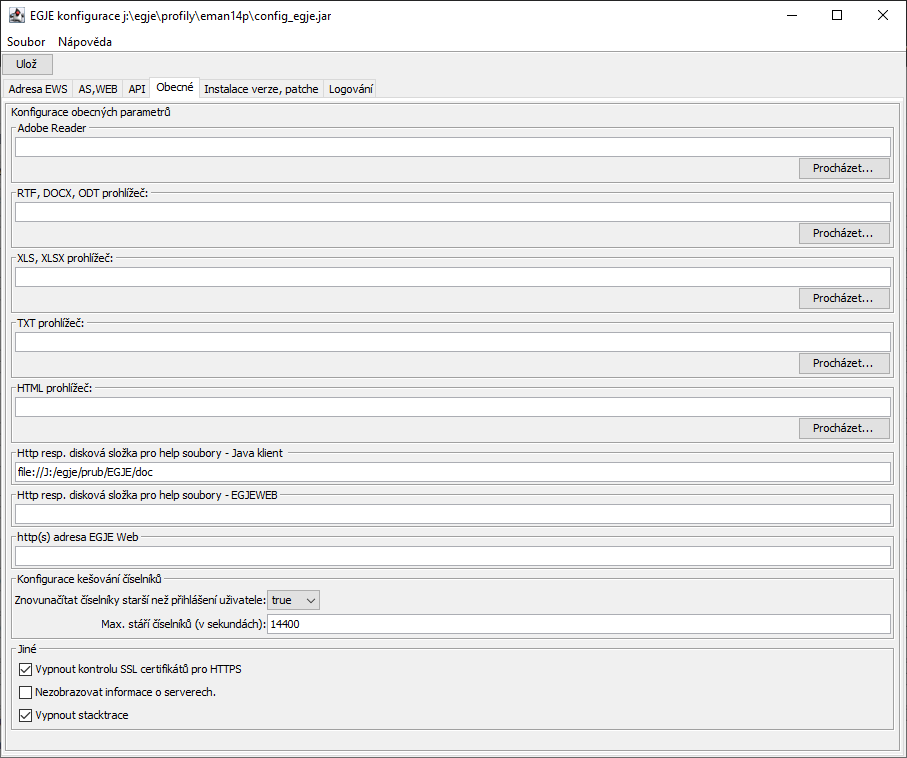 EGJE konfigurace j:\egje\profily\eman14p\config_egje.jar
Soubor Nápověda
Ulož
Adresa EWS AS,WEB API Obecné Instalace verze, patche Logování
Konfigurace obecných parametrů
Adobe Reader
Procházet...
RTF, DOCX, ODT prohlížeč:
Procházet...
XLS, XLSX prohlížeč:
Procházet...
TXT prohlížeč:
Procházet...
HTML prohlížeč:
Procházet...
Http resp. disková složka pro help soubory - Java klient
file://J:/egje/prub/EGJE/doc
Http resp. disková složka pro help soubory - EGJEWEB
http(s) adresa EGJE Web
Konfigurace kešování číselníků
Znovunačítat číselníky starší než přihlášení uživatele: true
Max. stáří číselníků (v sekundách): 14400
Jiné
Vypnout kontrolu SSL certifikátů pro HTTPS
Nezobrazovat informace o serverech.
Vypnout stacktrace